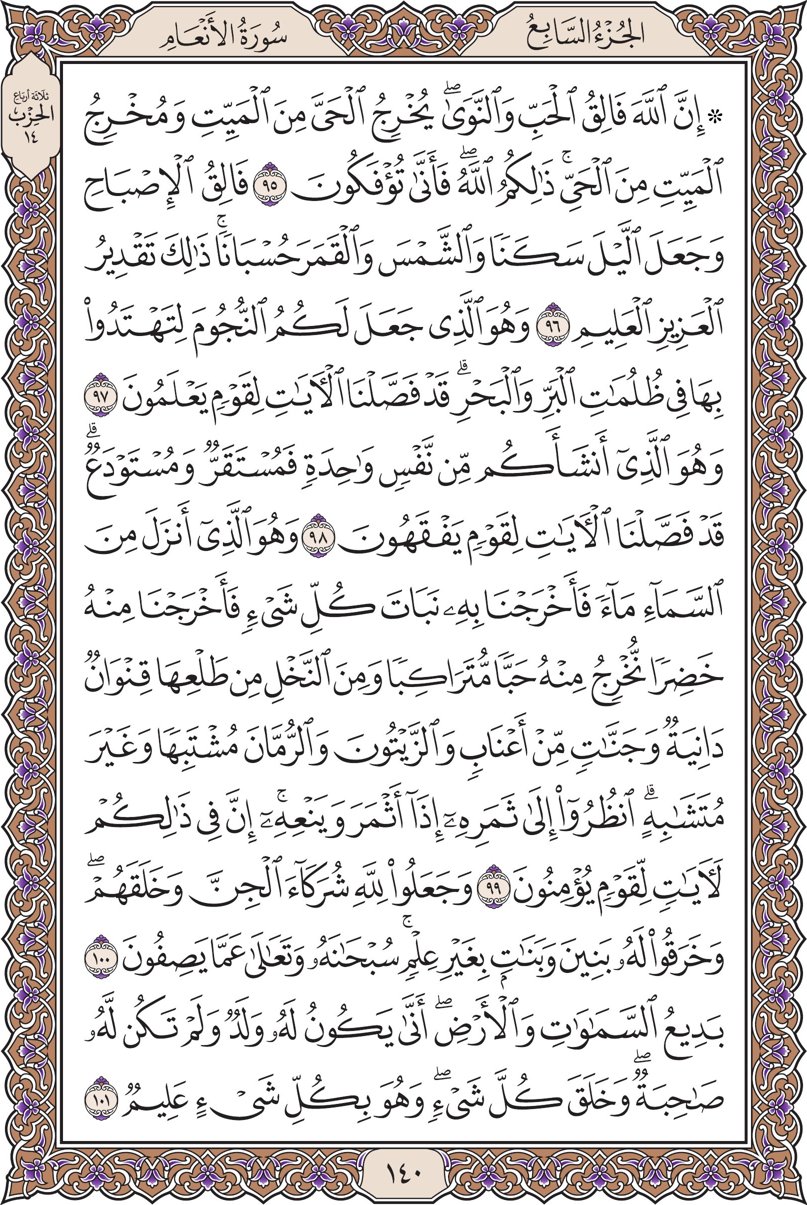 الجُزْءُ السَّابِعُ
سُورَةُ الأَنْعَامِ
ثلاثة أرباع
الحِزْبِ
١٤
۞ إِنَّ ٱللَّهَ فَالِقُ ٱلْحَبِّ وَٱلنَّوَىٰۖ يُخْرِجُ ٱلْحَىَّ مِنَ ٱلْمَيِّتِ وَمُخْرِجُ
ٱلْمَيِّتِ مِنَ ٱلْحَىِّۚ ذَٰلِكُمُ ٱللَّهُۖ فَأَنَّىٰ تُؤْفَكُونَ ٩٥ فَالِقُ ٱلْإِصْبَاحِ
وَجَعَلَ ٱلَّيْلَ سَكَنًا وَٱلشَّمْسَ وَٱلْقَمَرَ حُسْبَانًاۚ ذَٰلِكَ تَقْدِيرُ
ٱلْعَزِيزِ ٱلْعَلِيمِ ٩٦ وَهُوَ ٱلَّذِى جَعَلَ لَكُمُ ٱلنُّجُومَ لِتَهْتَدُوا۟
بِهَا فِى ظُلُمَٰتِ ٱلْبَرِّ وَٱلْبَحْرِۗ قَدْ فَصَّلْنَا ٱلْـَٔايَٰتِ لِقَوْمٍ يَعْلَمُونَ ٩٧
وَهُوَ ٱلَّذِىٓ أَنشَأَكُم مِّن نَّفْسٍ وَٰحِدَةٍ فَمُسْتَقَرٌّ وَمُسْتَوْدَعٌۗ
قَدْ فَصَّلْنَا ٱلْـَٔايَٰتِ لِقَوْمٍ يَفْقَهُونَ ٩٨ وَهُوَ ٱلَّذِىٓ أَنزَلَ مِنَ
ٱلسَّمَآءِ مَآءً فَأَخْرَجْنَا بِهِۦ نَبَاتَ كُلِّ شَىْءٍ فَأَخْرَجْنَا مِنْهُ
خَضِرًا نُّخْرِجُ مِنْهُ حَبًّا مُّتَرَاكِبًا وَمِنَ ٱلنَّخْلِ مِن طَلْعِهَا قِنْوَانٌ
دَانِيَةٌ وَجَنَّٰتٍ مِّنْ أَعْنَابٍ وَٱلزَّيْتُونَ وَٱلرُّمَّانَ مُشْتَبِهًا وَغَيْرَ
مُتَشَٰبِهٍۗ ٱنظُرُوٓا۟ إِلَىٰ ثَمَرِهِۦٓ إِذَآ أَثْمَرَ وَيَنْعِهِۦٓۚ إِنَّ فِى ذَٰلِكُمْ
لَـَٔايَٰتٍ لِّقَوْمٍ يُؤْمِنُونَ ٩٩ وَجَعَلُوا۟ لِلَّهِ شُرَكَآءَ ٱلْجِنَّ وَخَلَقَهُمْۖ
وَخَرَقُوا۟ لَهُۥ بَنِينَ وَبَنَٰتٍۭ بِغَيْرِ عِلْمٍۚ سُبْحَٰنَهُۥ وَتَعَٰلَىٰ عَمَّا يَصِفُونَ ١٠٠
بَدِيعُ ٱلسَّمَٰوَٰتِ وَٱلْأَرْضِۖ أَنَّىٰ يَكُونُ لَهُۥ وَلَدٌ وَلَمْ تَكُن لَّهُۥ
صَٰحِبَةٌۖ وَخَلَقَ كُلَّ شَىْءٍۖ وَهُوَ بِكُلِّ شَىْءٍ عَلِيمٌ ١٠١
١٤٠